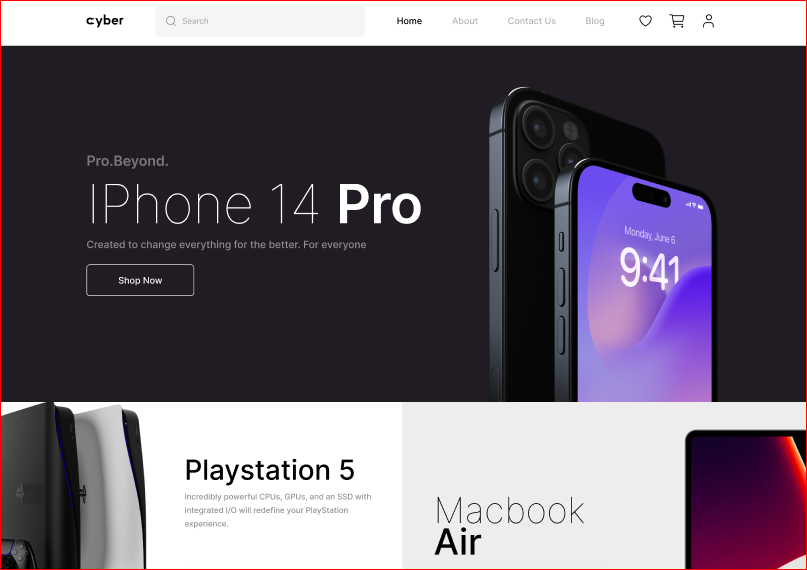 cyber
Search
Home
About
Contact Us
Blog
Pro.Beyond.
IPhone 14 Pro
Created to change everything for the better. For everyone
Shop Now
Monday, June 6
9:41
Playstation 5
Incredibly powerful CPUs, GPUs, and an SSD with
integrated I/O will redefine your PlayStation
experience.
Macbook
Air